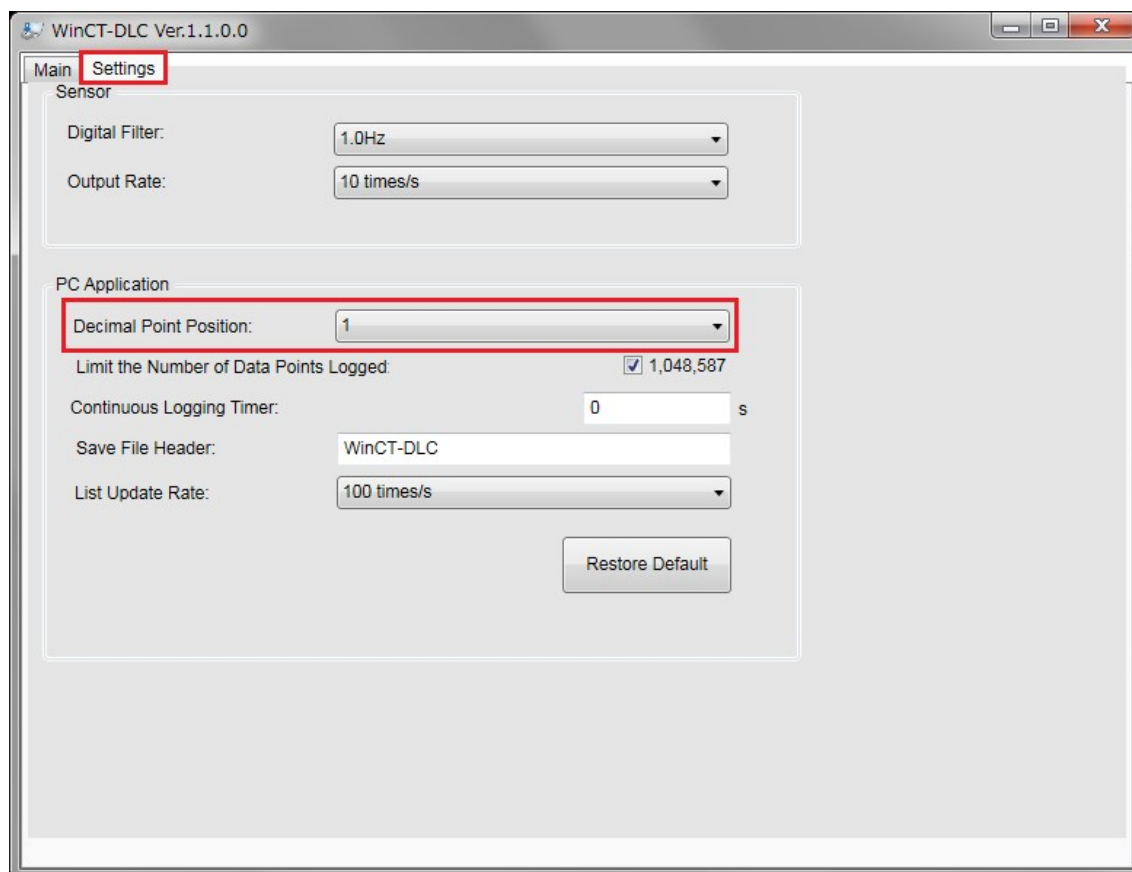 WinCT-DLC Ver.1.1.0.0
Main Settings
Sensor
Digital Filter: 1.0Hz
Output Rate: 10 times/s
PC Application
Decimal Point Position: 1
Limit the Number of Data Points Logged: 1,048,587
Continuous Logging Timer: 0 s
Save File Header: WinCT-DLC
List Update Rate: 100 times/s
Restore Default